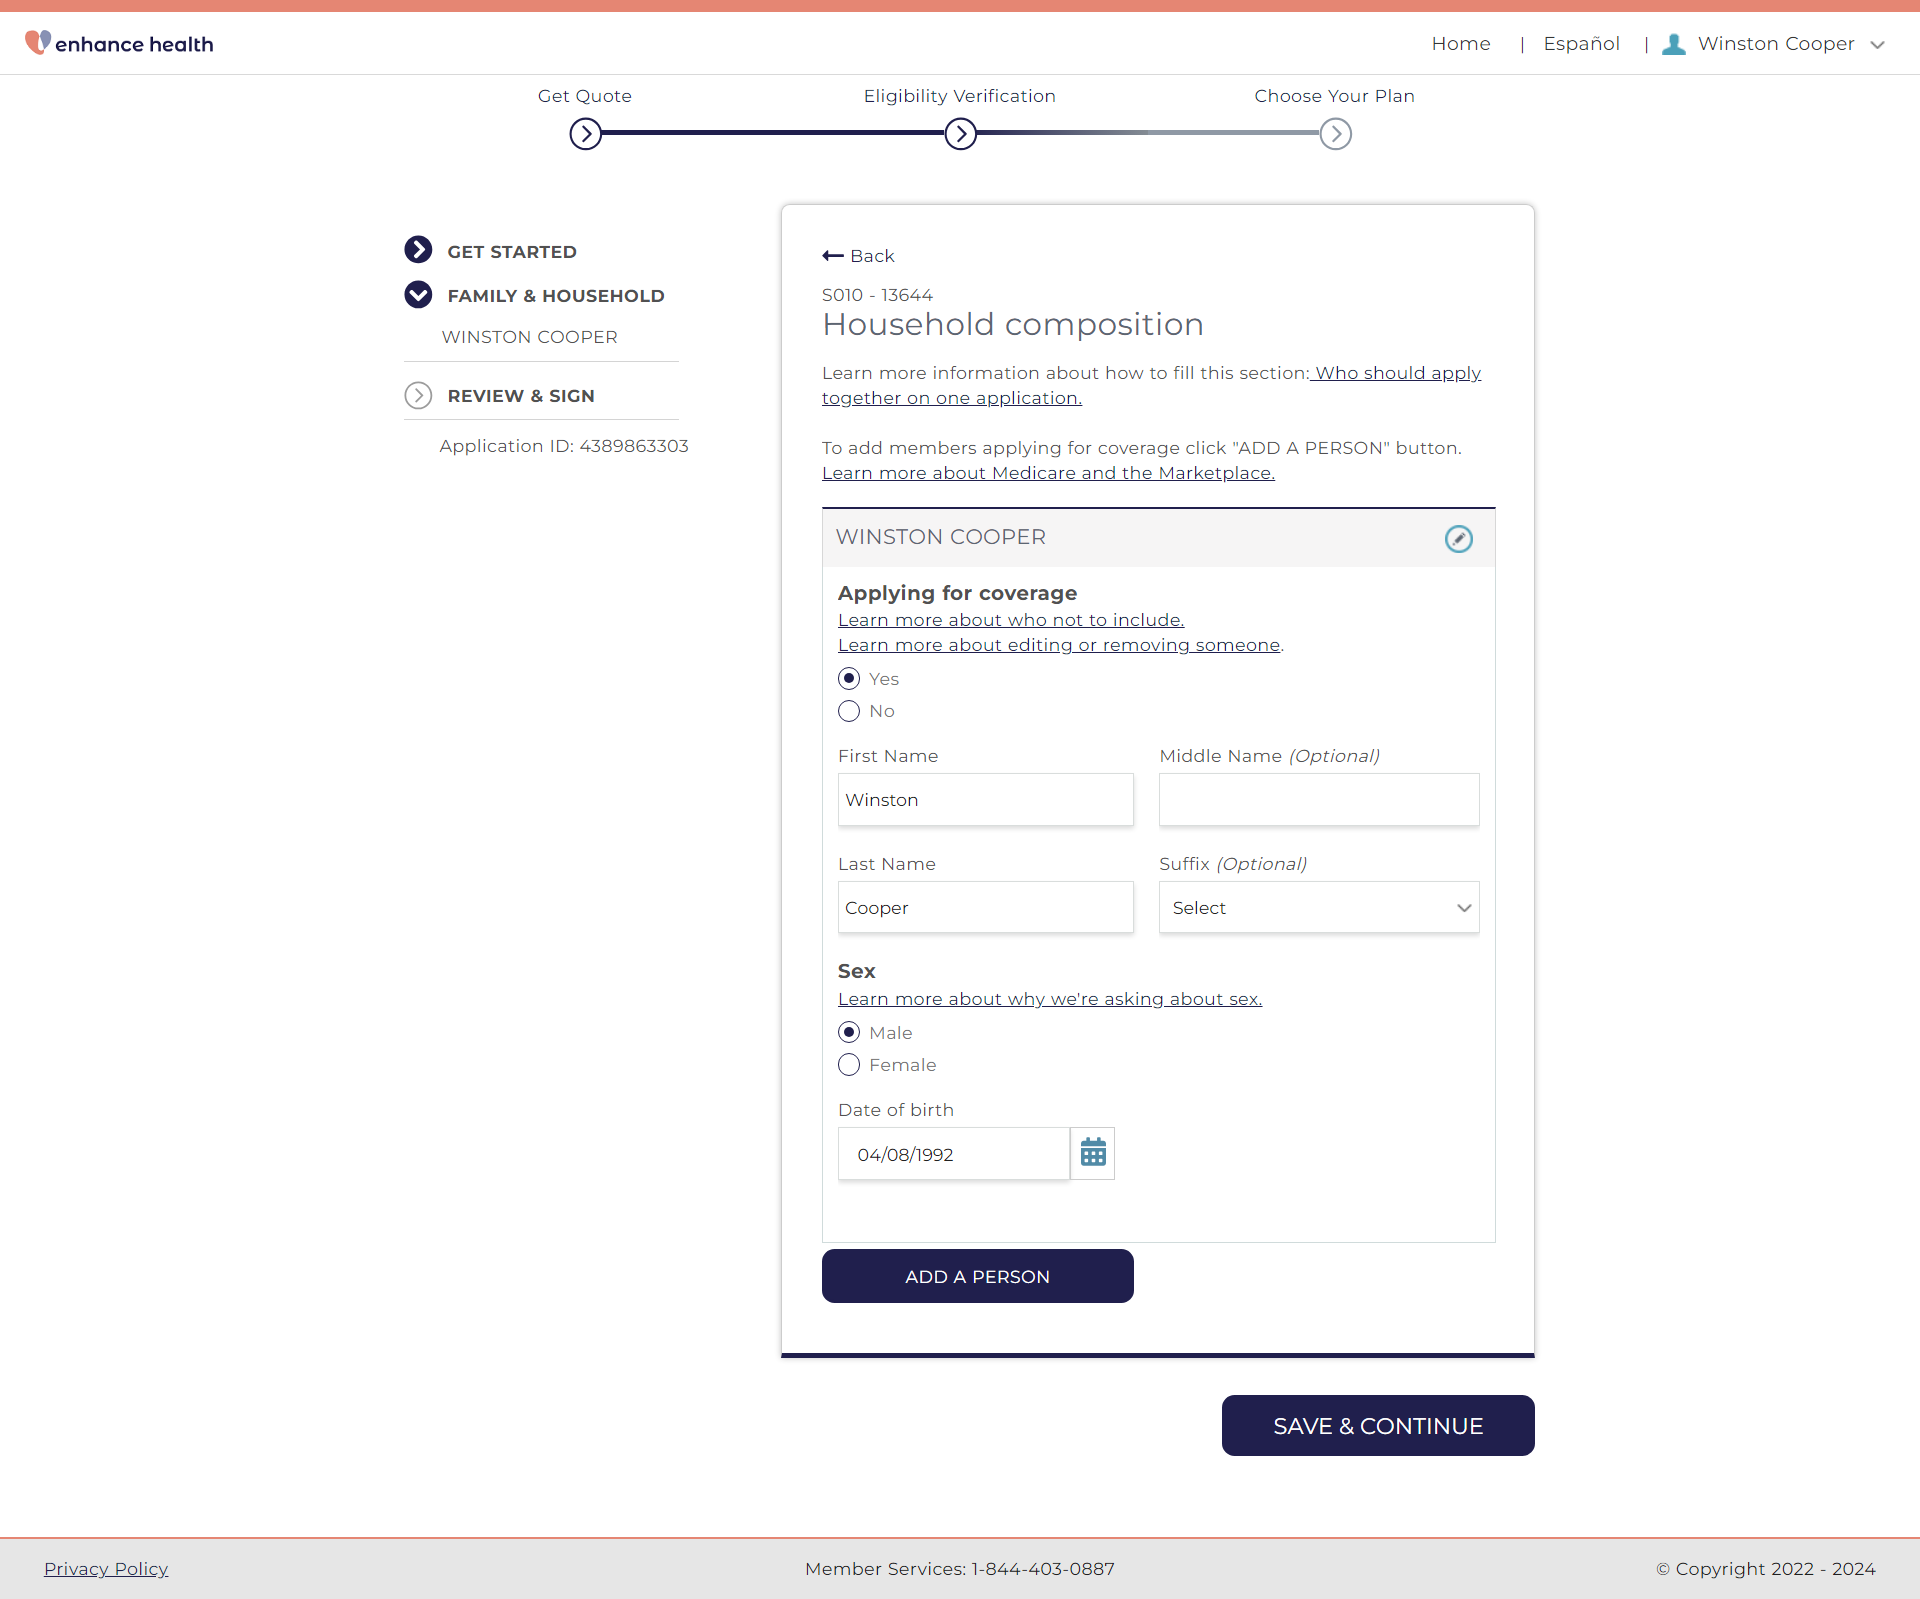 enhance health
Home | Español | Winston Cooper
Get Quote
Eligibility Verification
Choose Your Plan
GET STARTED
FAMILY & HOUSEHOLD
WINSTON COOPER
REVIEW & SIGN
Application ID: 4389863303
Back
S010 - 13644
Household composition
Learn more information about how to fill this section: Who should apply
together on one application.
To add members applying for coverage click "ADD A PERSON" button.
Learn more about Medicare and the Marketplace.
WINSTON COOPER
Applying for coverage
Learn more about who not to include.
Learn more about editing or removing someone.
Yes
No
First Name
Middle Name (Optional)
Winston
Last Name
Suffix (Optional)
Cooper
Select
Sex
Learn more about why we're asking about sex.
Male
Female
Date of birth
04/08/1992
ADD A PERSON
SAVE & CONTINUE
Privacy Policy
Member Services: 1-844-403-0887
© Copyright 2022 - 2024